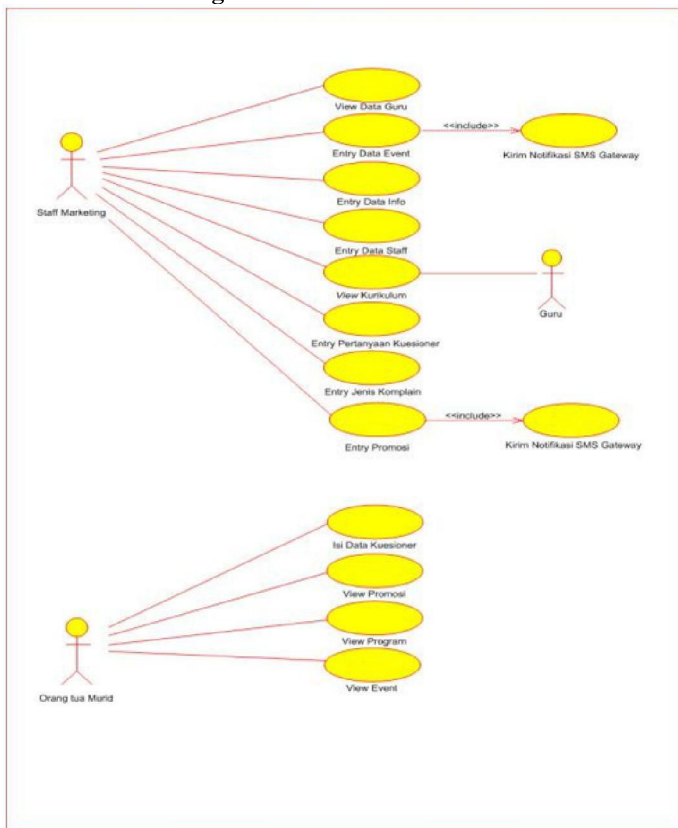 View Data Guru
<<include>>
Entry Data Event
Kirim Notifikasi SMS Gateway
Entry Data Info
Staff Marketing
Entry Data Staff
View Kurikulum
Guru
Entry Pertanyaan Kuesioner
Entry Jenis Komplain
<<include>>
Entry Promosi
Kirim Notifikasi SMS Gateway
Isi Data Kuesioner
View Promosi
View Program
View Event
Orang tua Murid